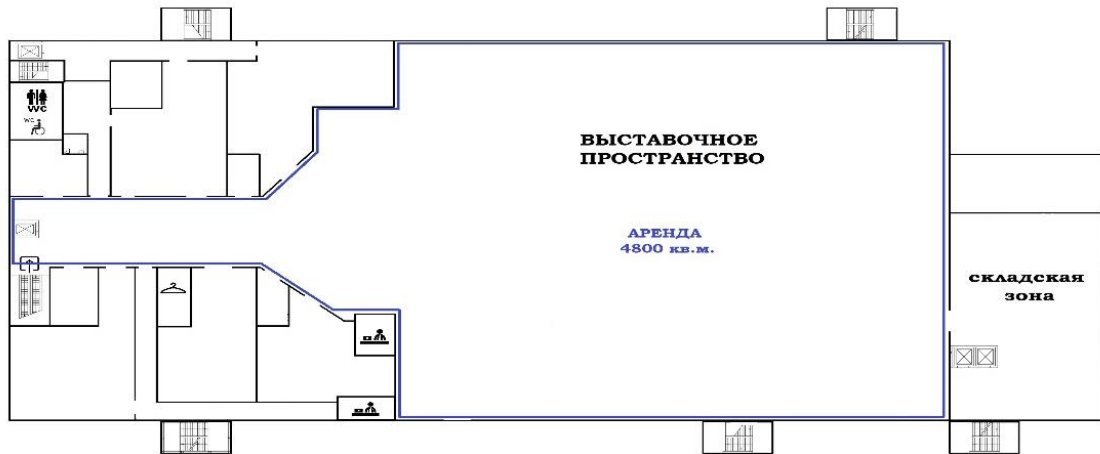 WC
WC
ВЫСТАВОЧНОЕ
ПРОСТРАНСТВО
АРЕНДА
4800 кв.м.
складская
зона